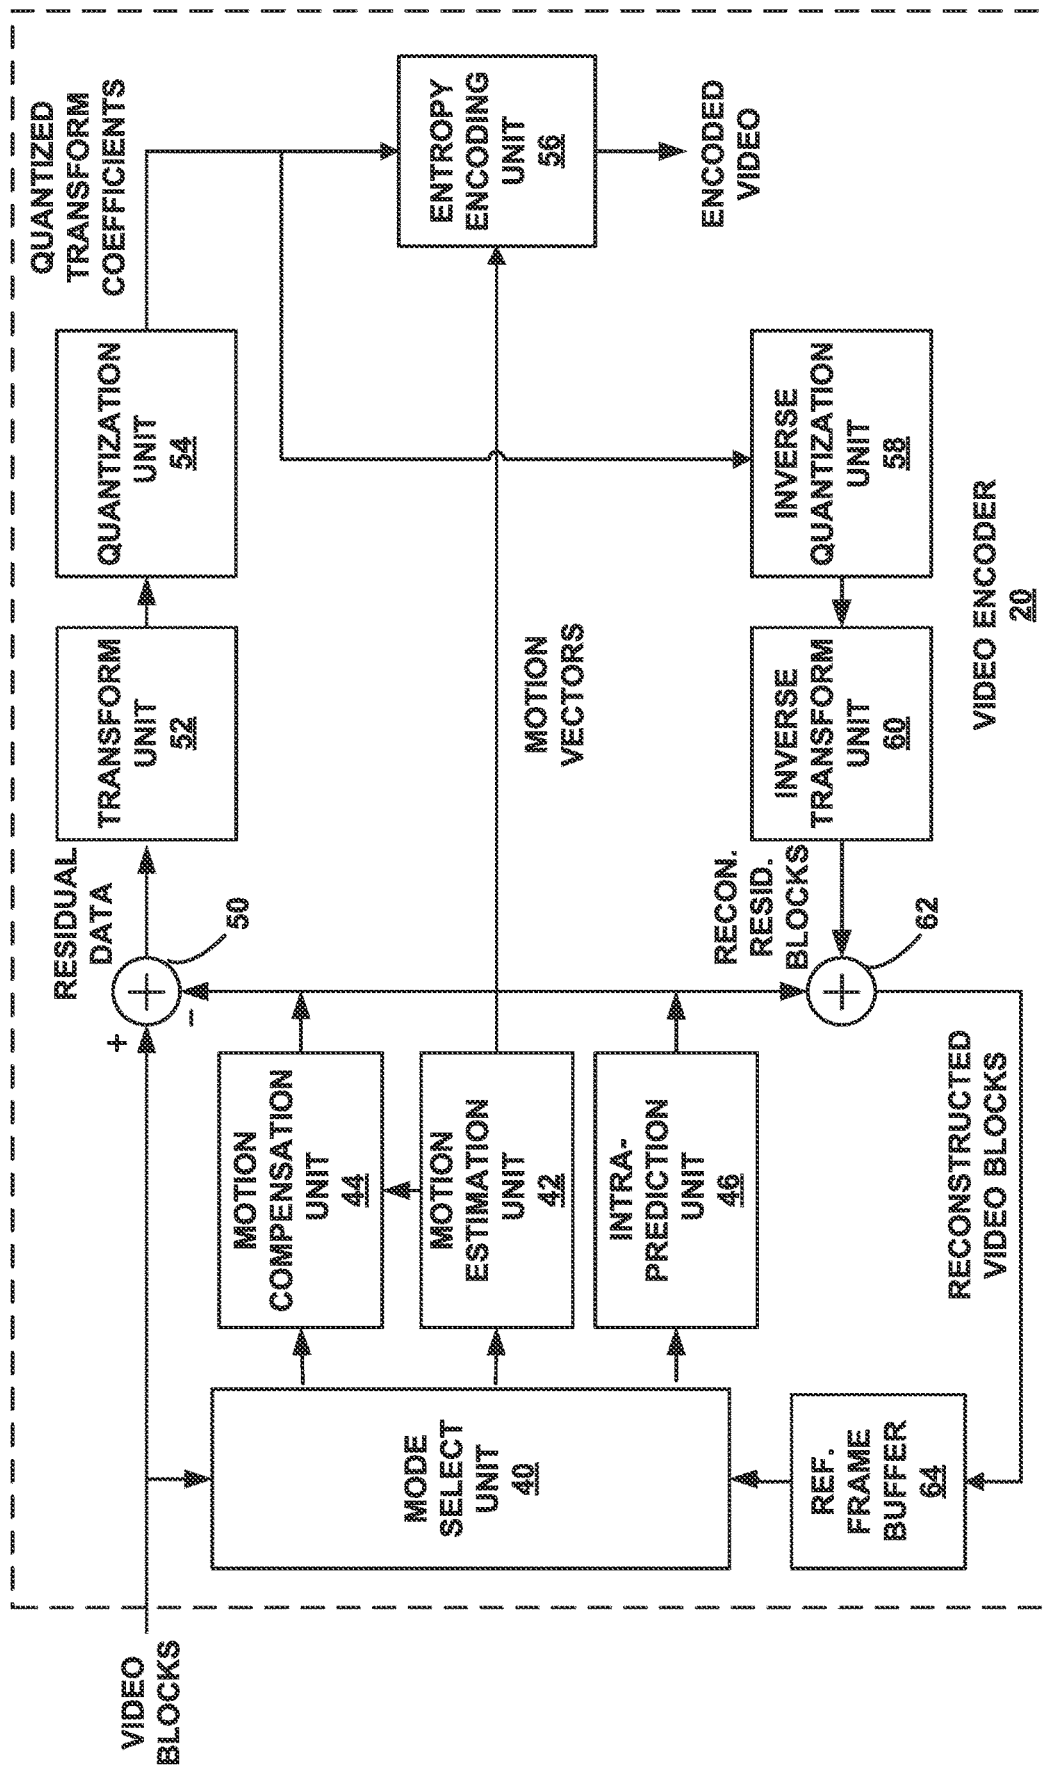 VIDEO
BLOCKS
MODE
SELECT
UNIT
40
REF.
FRAME
BUFFER
64
MOTION
COMPENSATION
UNIT
44
MOTION
ESTIMATION
UNIT
42
INTRA-
PREDICTION
UNIT
46
RECONSTRUCTED
VIDEO BLOCKS
+
−
50
RESIDUAL
DATA
TRANSFORM
UNIT
52
QUANTIZATION
UNIT
54
QUANTIZED
TRANSFORM
COEFFICIENTS
ENTROPY
ENCODING
UNIT
56
ENCODED
VIDEO
MOTION
VECTORS
INVERSE
QUANTIZATION
UNIT
58
INVERSE
TRANSFORM
UNIT
60
RECON.
RESID.
BLOCKS
62
VIDEO ENCODER
20